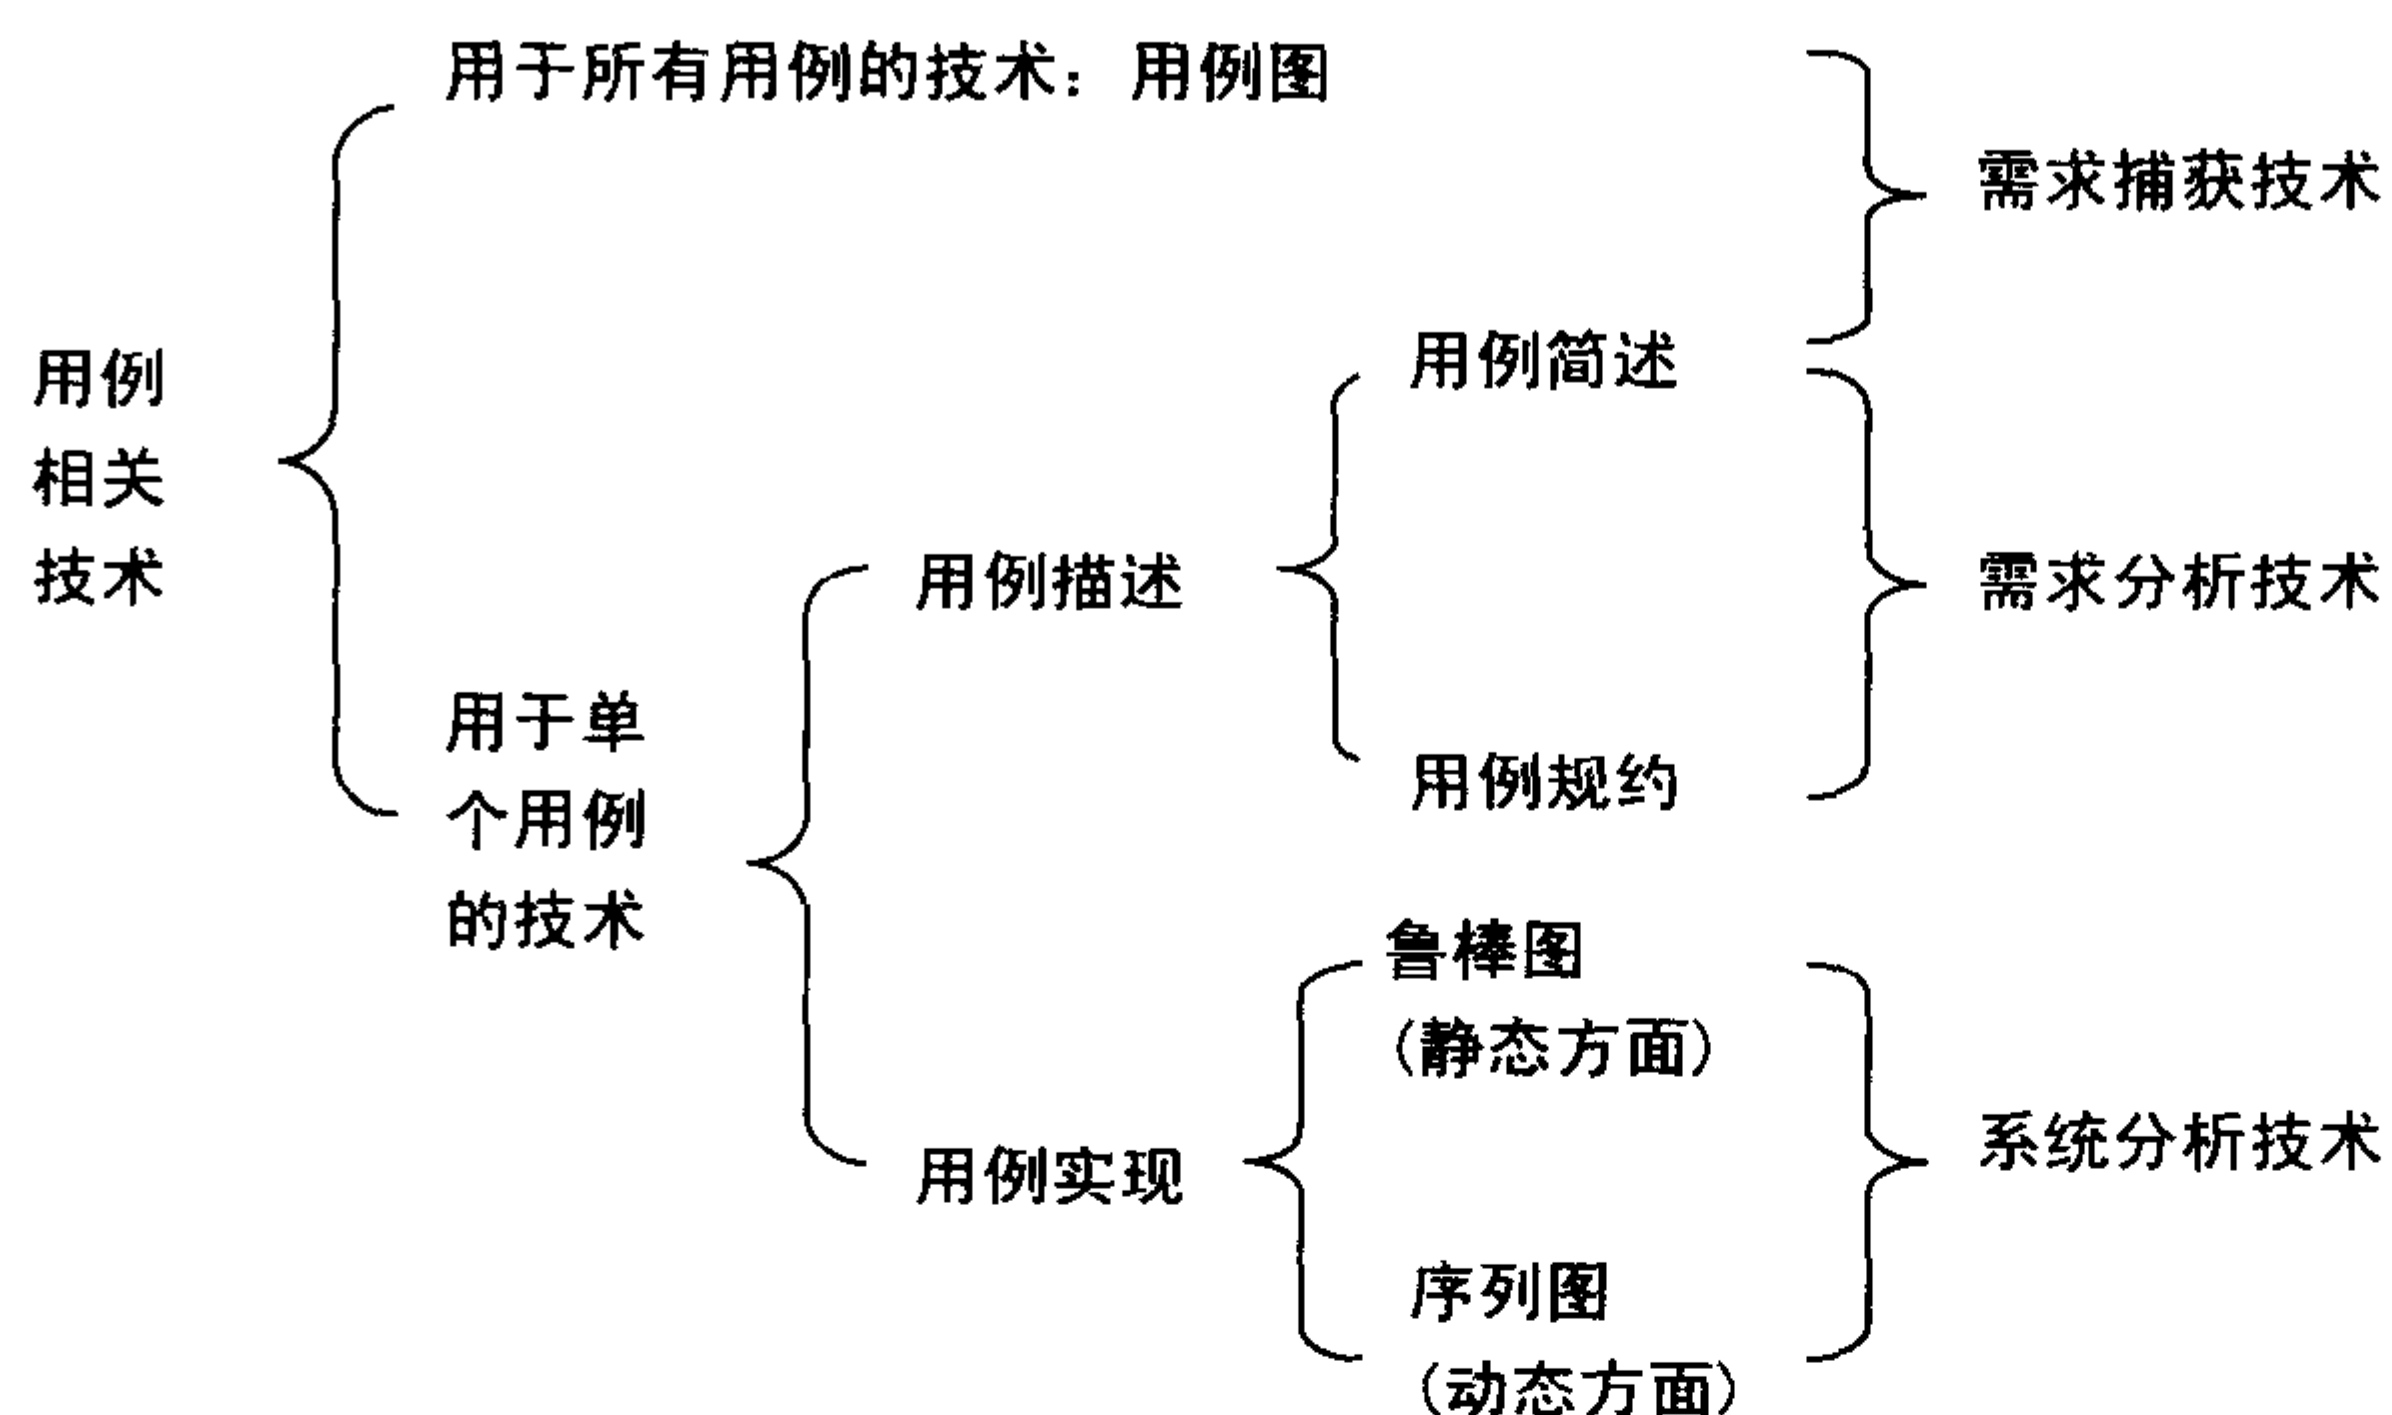 用于所有用例的技术：用例图
需求捕获技术
用例
相关
技术
用例简述
用例描述
需求分析技术
用于单
个用例
的技术
用例规约
鲁棒图
(静态方面)
用例实现
系统分析技术
序列图
(动态方面)